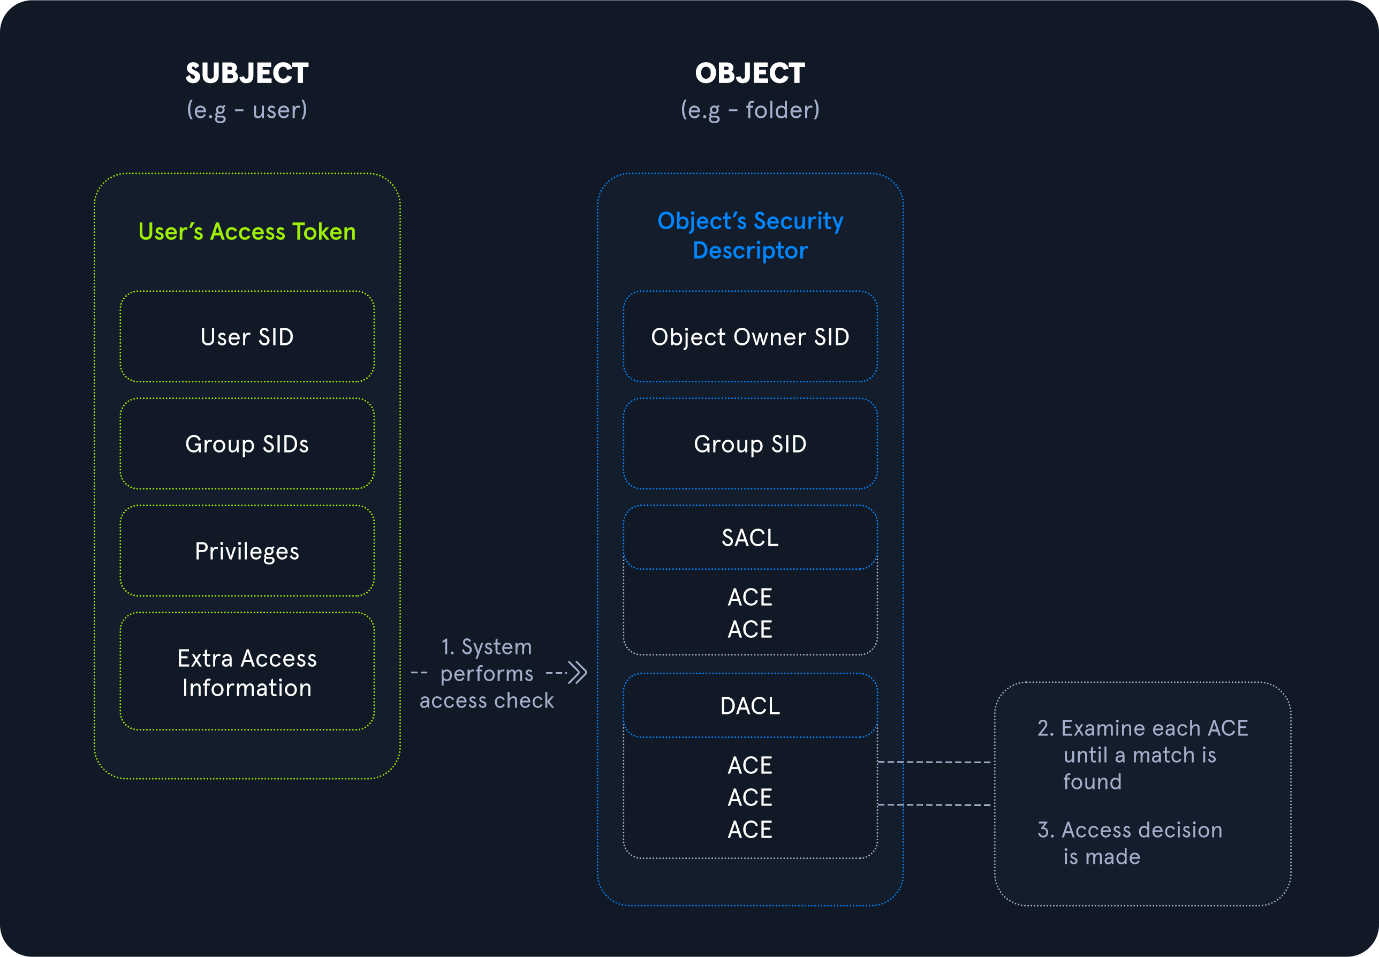 SUBJECT
(e.g - user)
User's Access Token
User SID
Group SIDs
Privileges
Extra Access
Information
1. System
performs
access check
OBJECT
(e.g - folder)
Object's Security
Descriptor
Object Owner SID
Group SID
SACL
ACE
ACE
DACL
ACE
ACE
ACE
2. Examine each ACE
until a match is
found
3. Access decision
is made